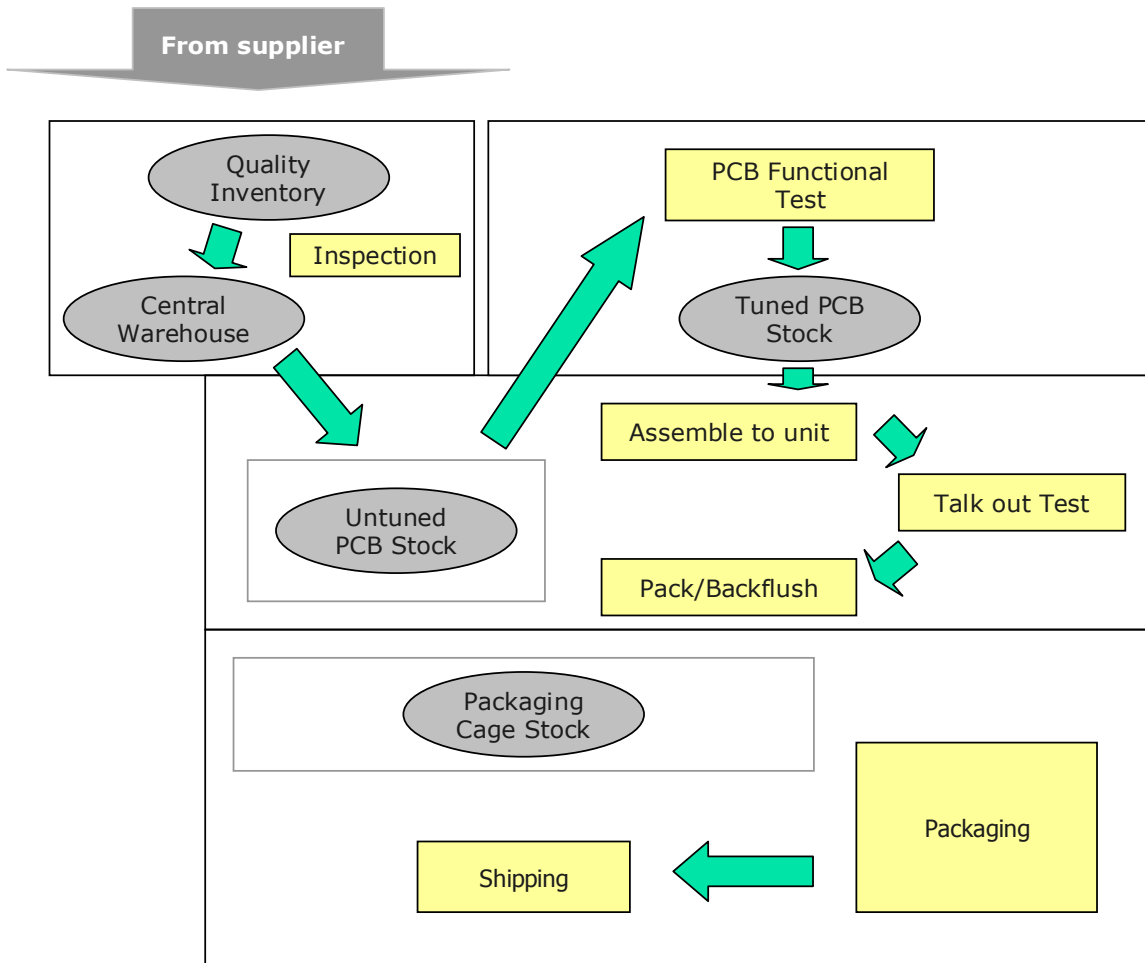 From supplier
Quality
Inventory
Inspection
Central
Warehouse
PCB Functional
Test
Tuned PCB
Stock
Assemble to unit
Talk out Test
Untuned
PCB Stock
Pack/Backflush
Packaging
Cage Stock
Packaging
Shipping